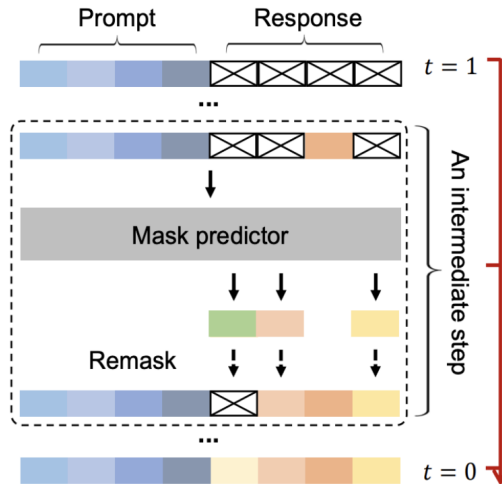 Prompt
Response
t = 1
...
An intermediate step
Mask predictor
Remask
...
t = 0